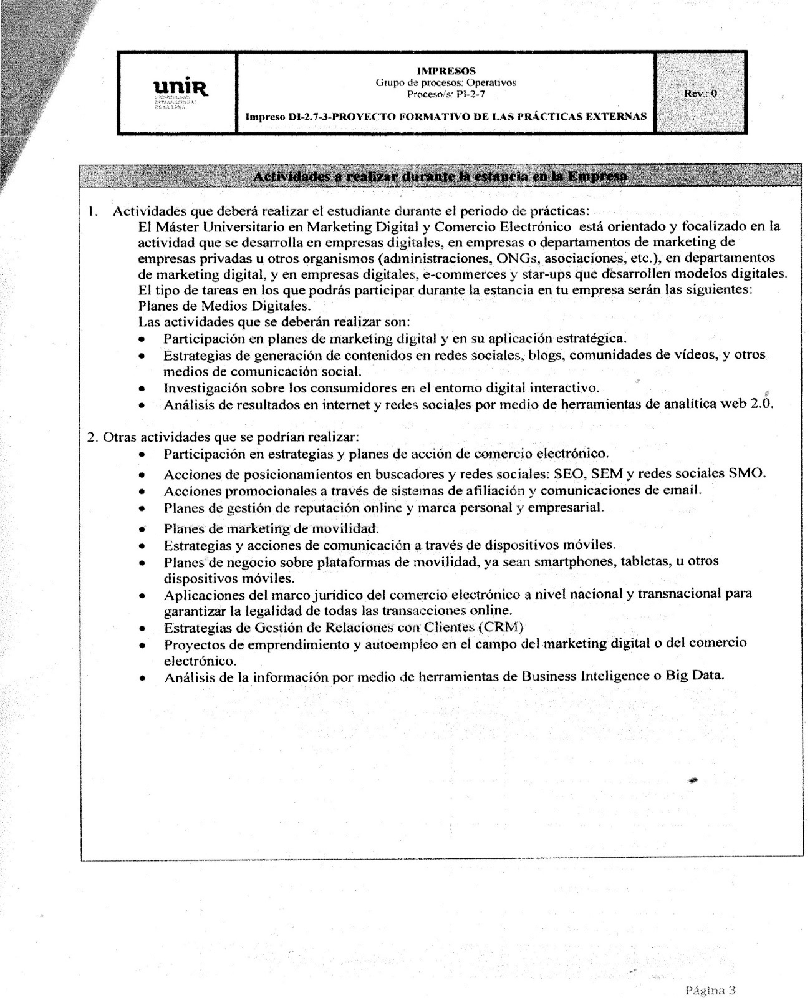 unir
UNIVERSIDAD
INTERNACIONAL
DE LA RIOJA
IMPRESOS
Grupo de procesos: Operativos
Proceso/s: PI-2-7
Impreso DI-2.7-3-PROYECTO FORMATIVO DE LAS PRÁCTICAS EXTERNAS
Rev.: 0
Actividades a realizar durante la estancia en la Empresa
1. Actividades que deberá realizar el estudiante durante el periodo de prácticas:
El Máster Universitario en Marketing Digital y Comercio Electrónico está orientado y focalizado en la
actividad que se desarrolla en empresas digitales, en empresas o departamentos de marketing de
empresas privadas u otros organismos (administraciones, ONGs, asociaciones, etc.), en departamentos
de marketing digital, y en empresas digitales, e-commerces y star-ups que desarrollen modelos digitales.
El tipo de tareas en los que podrás participar durante la estancia en tu empresa serán las siguientes:
Planes de Medios Digitales.
Las actividades que se deberán realizar son:
• Participación en planes de marketing digital y en su aplicación estratégica.
• Estrategias de generación de contenidos en redes sociales, blogs, comunidades de vídeos, y otros
medios de comunicación social.
• Investigación sobre los consumidores en el entorno digital interactivo.
• Análisis de resultados en internet y redes sociales por medio de herramientas de analítica web 2.0.
2. Otras actividades que se podrían realizar:
• Participación en estrategias y planes de acción de comercio electrónico.
• Acciones de posicionamientos en buscadores y redes sociales: SEO, SEM y redes sociales SMO.
• Acciones promocionales a través de sistemas de afiliación y comunicaciones de email.
• Planes de gestión de reputación online y marca personal y empresarial.
• Planes de marketing de movilidad.
• Estrategias y acciones de comunicación a través de dispositivos móviles.
• Planes de negocio sobre plataformas de movilidad, ya sean smartphones, tabletas, u otros
dispositivos móviles.
• Aplicaciones del marco jurídico del comercio electrónico a nivel nacional y transnacional para
garantizar la legalidad de todas las transacciones online.
• Estrategias de Gestión de Relaciones con Clientes (CRM)
• Proyectos de emprendimiento y autoempleo en el campo del marketing digital o del comercio
electrónico.
• Análisis de la información por medio de herramientas de Business Inteligence o Big Data.
Página 3